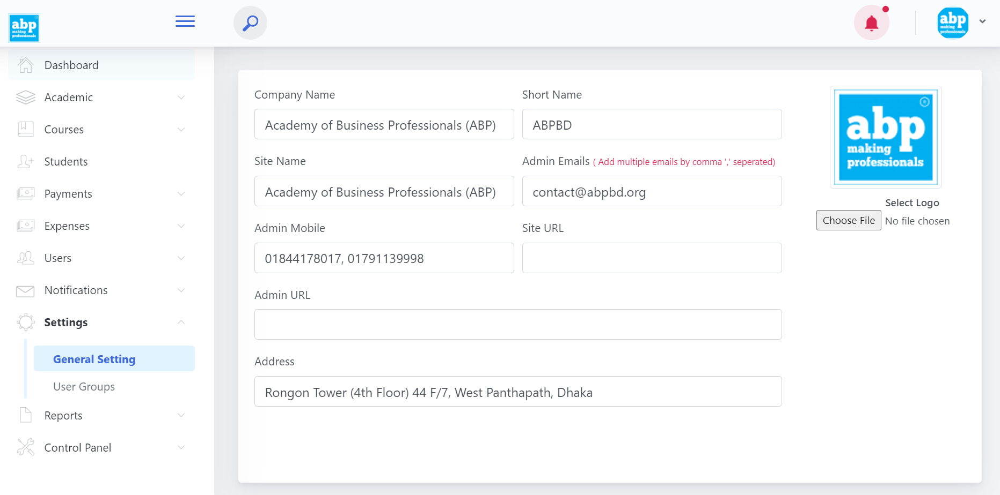 abp
making
professionals
abp
making
professionals
Dashboard
Academic
Courses
Students
Payments
Expenses
Users
Notifications
Settings
General Setting
User Groups
Reports
Control Panel
Company Name
Academy of Business Professionals (ABP)
Short Name
ABPBD
Site Name
Academy of Business Professionals (ABP)
Admin Emails ( Add multiple emails by comma ',' seperated)
contact@abpbd.org
Admin Mobile
01844178017, 01791139998
Site URL
Admin URL
Address
Rongon Tower (4th Floor) 44 F/7, West Panthapath, Dhaka
®
abp
making
professionals
Select Logo
Choose File No file chosen